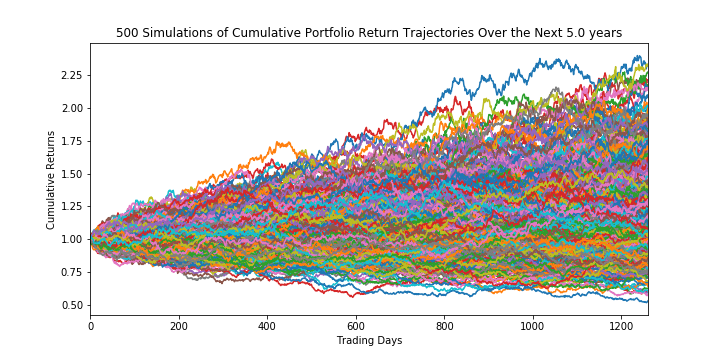 500 Simulations of Cumulative Portfolio Return Trajectories Over the Next 5.0 years
Cumulative Returns
2.25
2.00
1.75
1.50
1.25
1.00
0.75
0.50
0 200 400 600 800 1000 1200
Trading Days